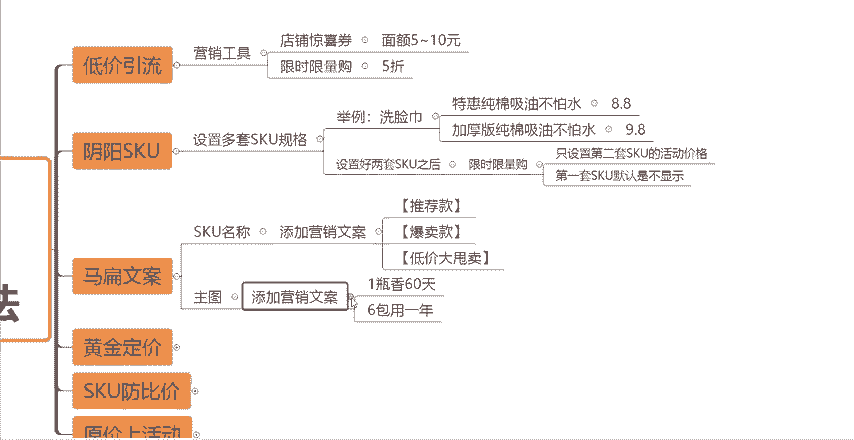 低价引流
营销工具
店铺惊喜券
面额5~10元
限时限量购
5折
阴阳SKU
设置多套SKU规格
举例：洗脸巾
特惠纯棉吸油不怕水
8.8
加厚版纯棉吸油不怕水
9.8
设置好两套SKU之后
限时限量购
只设置第二套SKU的活动价格
第一套SKU默认是不显示
马扁文案
SKU名称
添加营销文案
【推荐款】
【爆卖款】
【低价大甩卖】
主图
添加营销文案
1瓶香60天
6包用一年
法
黄金定价
SKU防比价
原价上活动